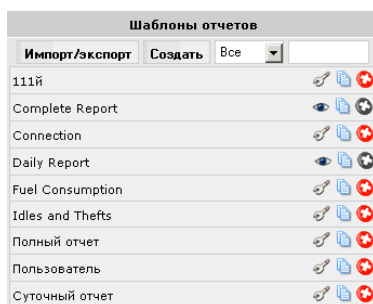 Шаблоны отчетов
Импорт/экспорт Создать Все
111й
Complete Report
Connection
Daily Report
Fuel Consumption
Idles and Thefts
Полный отчет
Пользователь
Суточный отчет